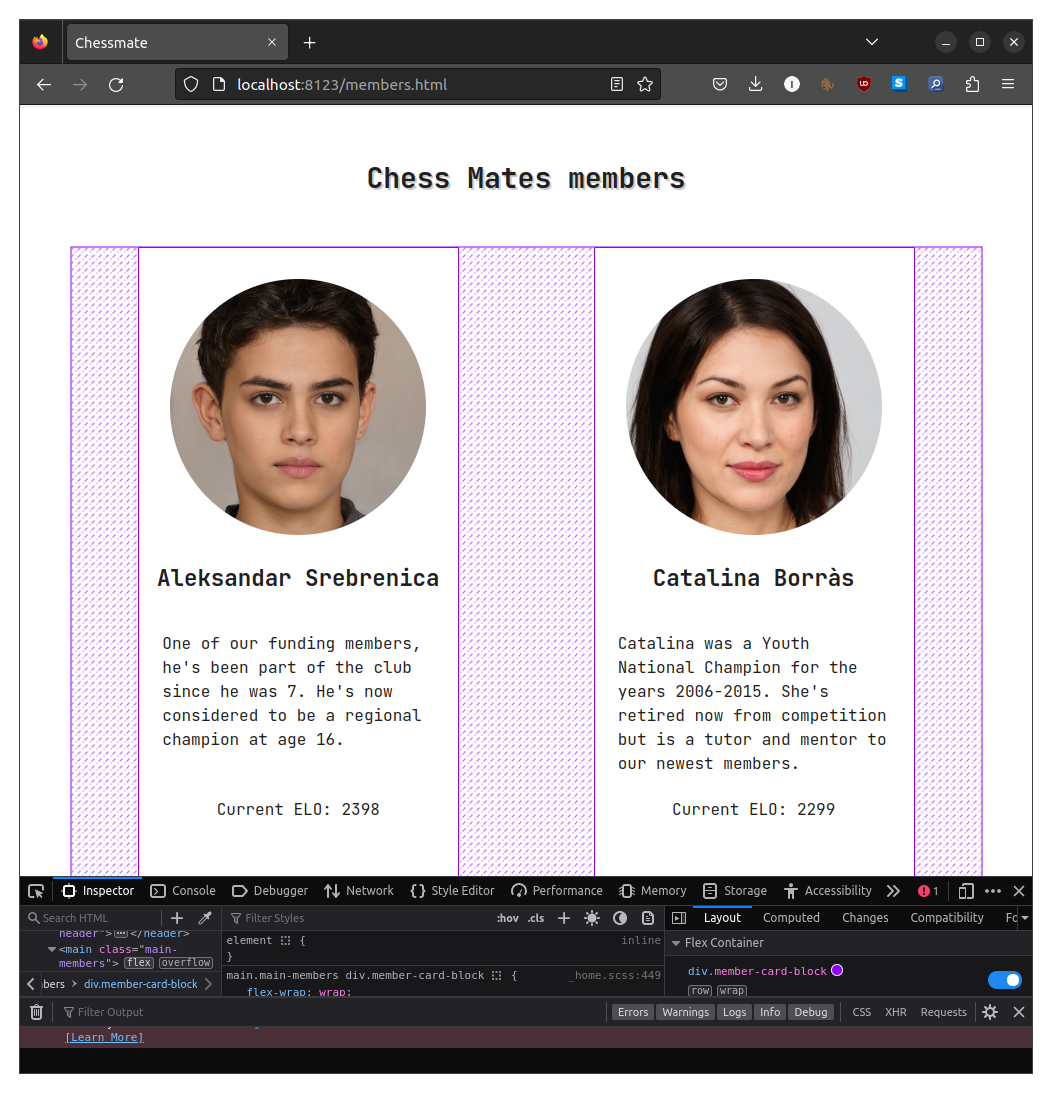 Chessmate
localhost:8123/members.html
Chess Mates members
Aleksandar Srebrenica
One of our funding members,
he's been part of the club
since he was 7. He's now
considered to be a regional
champion at age 16.
Current ELO: 2398
Catalina Borràs
Catalina was a Youth
National Champion for the
years 2006-2015. She's
retired now from competition
but is a tutor and mentor to
our newest members.
Current ELO: 2299
Inspector Console Debugger Network Style Editor Performance Memory Storage Accessibility 1
Search HTML
header"></header>
<main class="main-
members"> flex overflow
bers div.member-card-block
Filter Styles :hov .cls
element { inline
}
main.main-members div.member-card-block { _home.scss:449
flex-wrap: wrap;
Layout Computed Changes Compatibility Fo
Flex Container
div.member-card-block
row wrap
Filter Output Errors Warnings Logs Info Debug CSS XHR Requests
[Learn More]